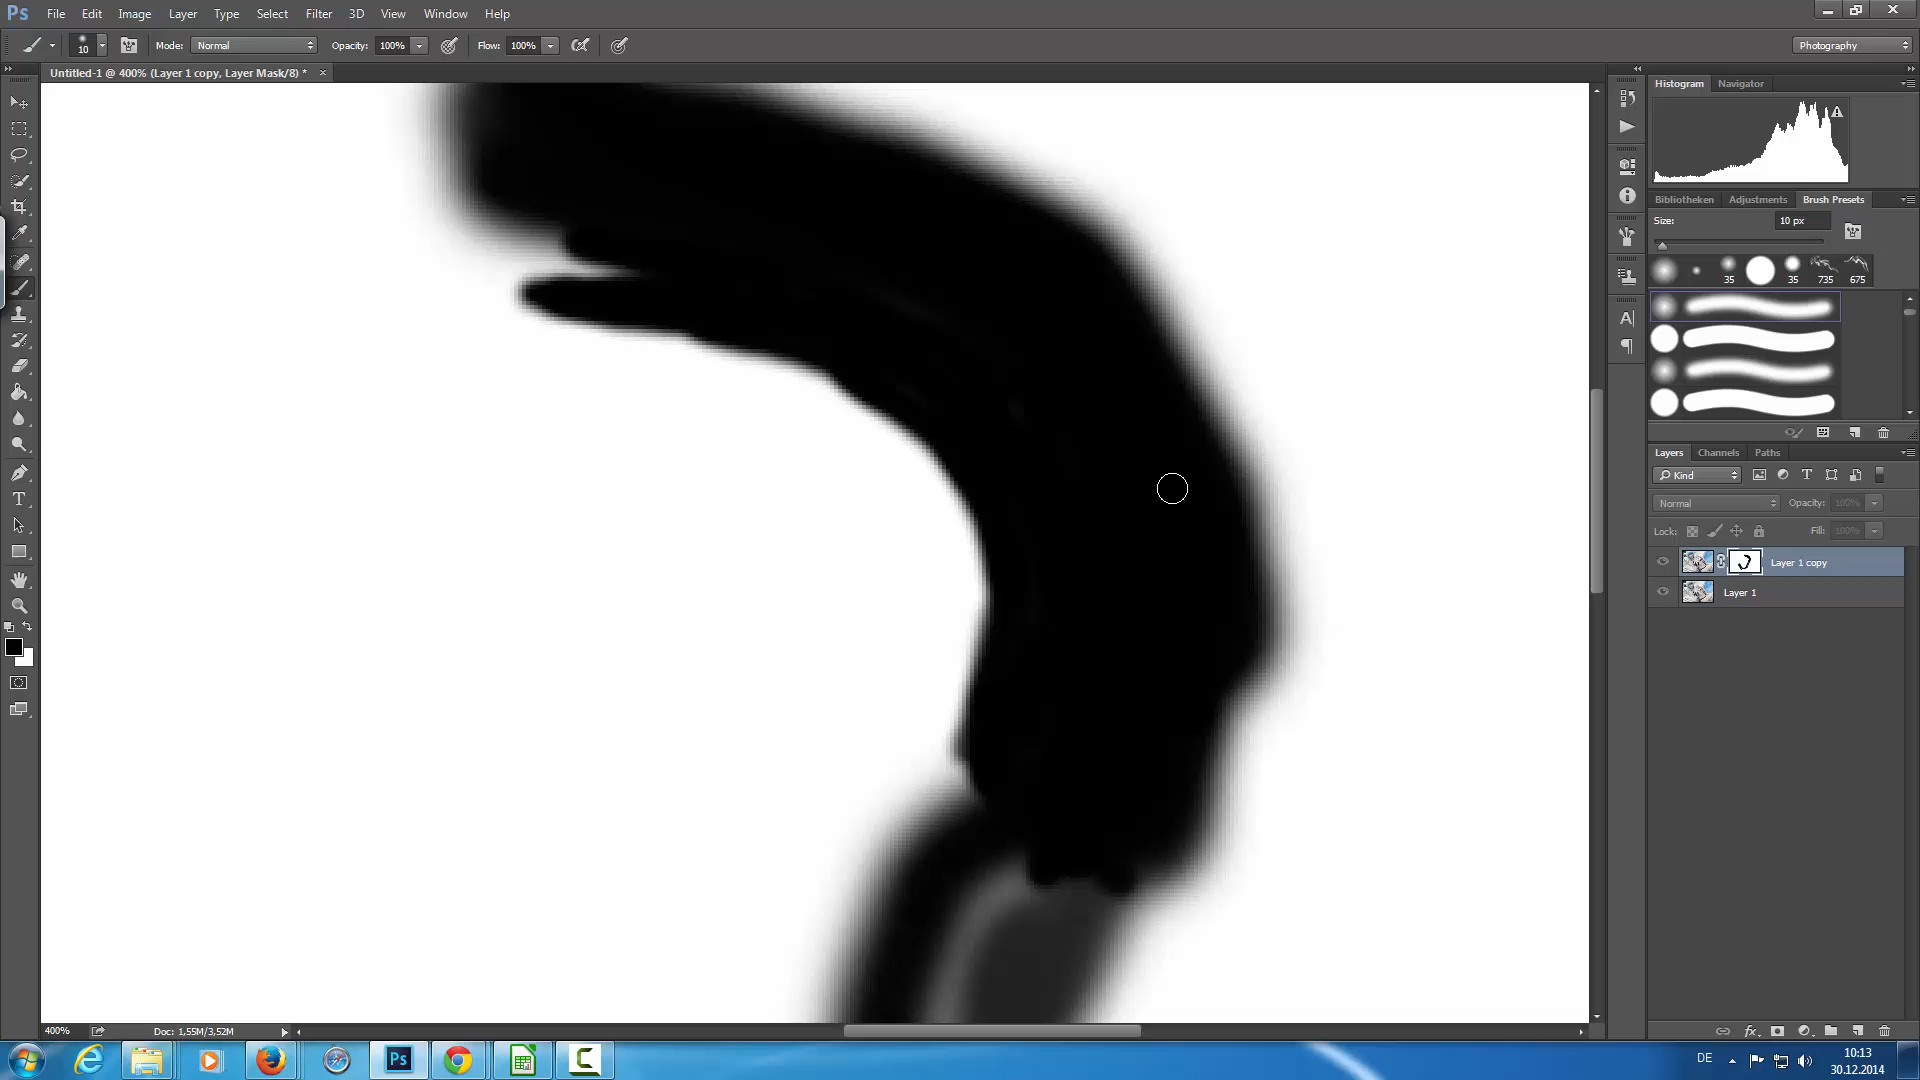 Ps File Edit Image Layer Type Select Filter 3D View Window Help
10 Mode: Normal Opacity: 100% Flow: 100% Photography
Untitled-1 @ 400% (Layer 1 copy, Layer Mask/8) * ×
Histogram Navigator
Bibliotheken Adjustments Brush Presets
Size: 10 px
35 35 735 675
Layers Channels Paths
Kind
Normal Opacity: 100%
Lock: Fill: 100%
Layer 1 copy
Layer 1
400% Doc: 1,55M/3,52M
Ps
DE 10:13
30.12.2014